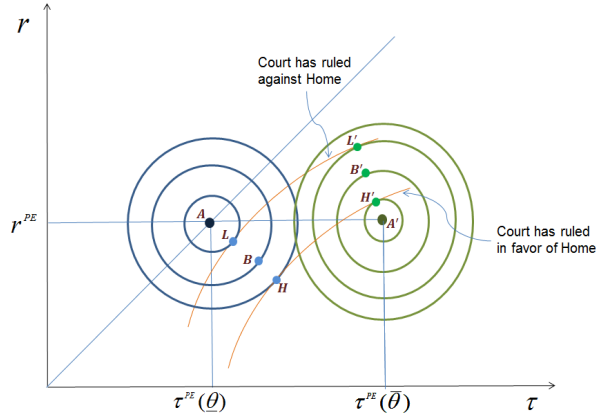 r
Court has ruled
against Home
L′
B′
H′
A
A′
L
r^PE
Court has ruled
in favor of Home
B
H
τ^PE(θ̲)
τ^PE(θ̅)
τ